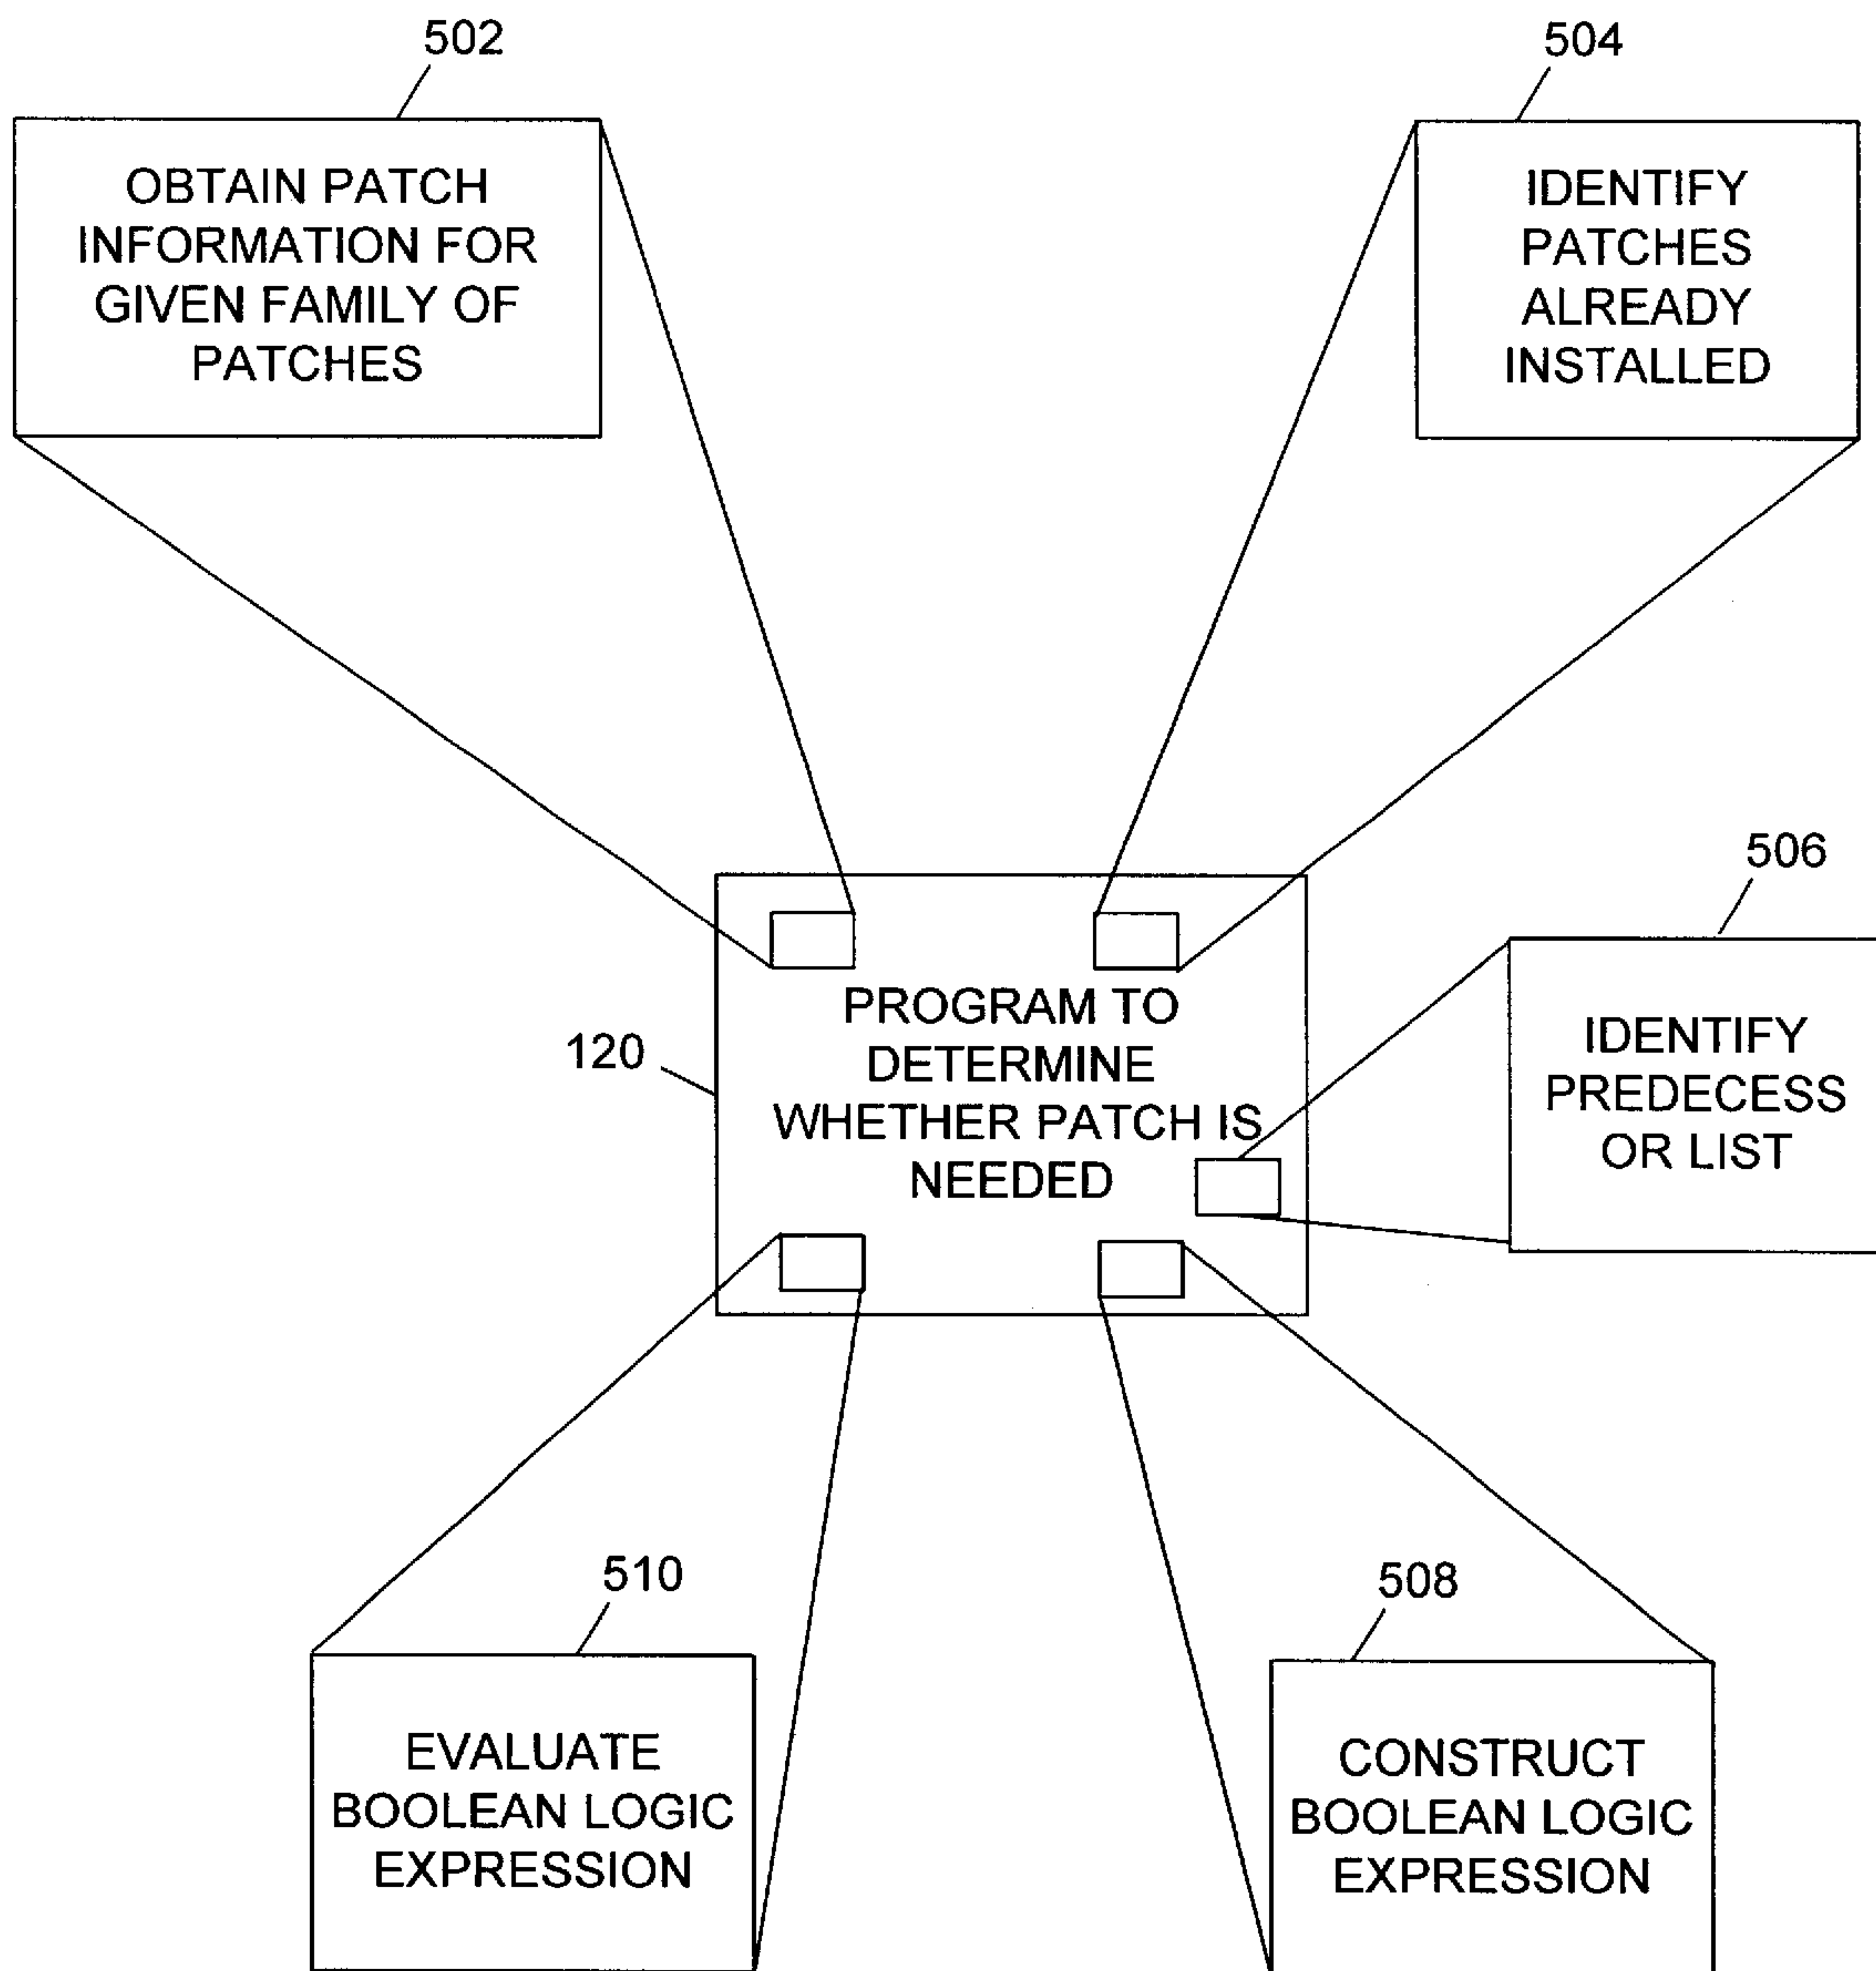 502
OBTAIN PATCH
INFORMATION FOR
GIVEN FAMILY OF
PATCHES
504
IDENTIFY
PATCHES
ALREADY
INSTALLED
506
IDENTIFY
PREDECESS
OR LIST
120
PROGRAM TO
DETERMINE
WHETHER PATCH IS
NEEDED
510
EVALUATE
BOOLEAN LOGIC
EXPRESSION
508
CONSTRUCT
BOOLEAN LOGIC
EXPRESSION